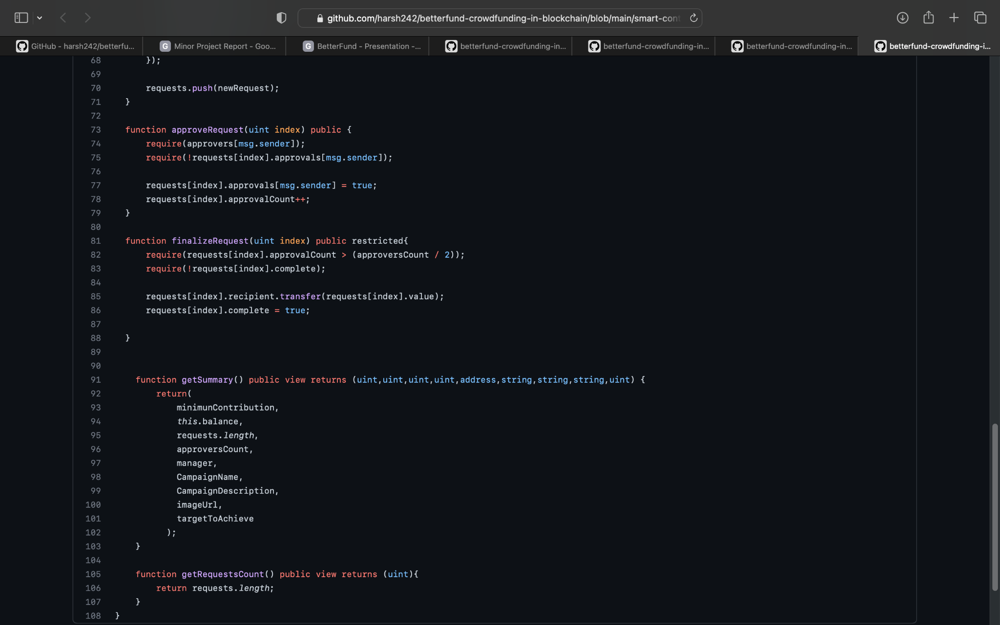 github.com/harsh242/betterfund-crowdfunding-in-blockchain/blob/main/smart-cont
GitHub - harsh242/betterfu...
G Minor Project Report - Goo...
G BetterFund - Presentation -...
betterfund-crowdfunding-in...
betterfund-crowdfunding-in...
betterfund-crowdfunding-in...
betterfund-crowdfunding-i...
68 });
69
70 requests.push(newRequest);
71 }
72
73 function approveRequest(uint index) public {
74 require(approvers[msg.sender]);
75 require(!requests[index].approvals[msg.sender]);
76
77 requests[index].approvals[msg.sender] = true;
78 requests[index].approvalCount++;
79 }
80
81 function finalizeRequest(uint index) public restricted{
82 require(requests[index].approvalCount > (approversCount / 2));
83 require(!requests[index].complete);
84
85 requests[index].recipient.transfer(requests[index].value);
86 requests[index].complete = true;
87
88 }
89
90
91 function getSummary() public view returns (uint,uint,uint,uint,address,string,string,string,uint) {
92 return(
93 minimunContribution,
94 this.balance,
95 requests.length,
96 approversCount,
97 manager,
98 CampaignName,
99 CampaignDescription,
100 imageUrl,
101 targetToAchieve
102 );
103 }
104
105 function getRequestsCount() public view returns (uint){
106 return requests.length;
107 }
108 }